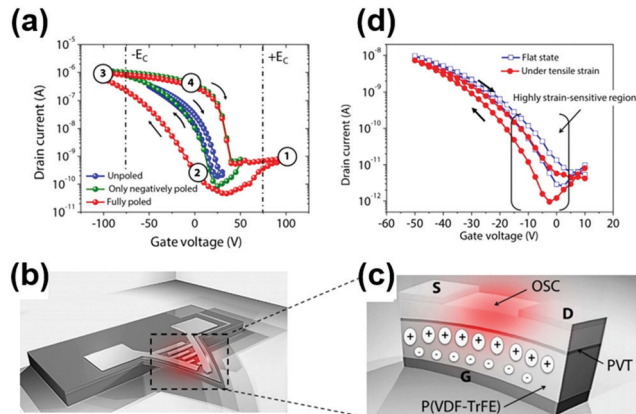 (a)
-E_C
+E_C
10^-5
10^-6
10^-7
10^-8
10^-9
10^-10
10^-11
Drain current (A)
3
4
2
1
Unpoled
Only negatively poled
Fully poled
-100
-50
0
50
100
Gate voltage (V)
(d)
10^-8
10^-9
10^-10
10^-11
10^-12
Drain current (A)
Flat state
Under tensile strain
Highly strain-sensitive region
-60
-50
-40
-30
-20
-10
0
10
20
Gate voltage (V)
(b)
(c)
OSC
S
D
+ + + + + + + +
- - - - - - -
G
PVT
P(VDF-TrFE)